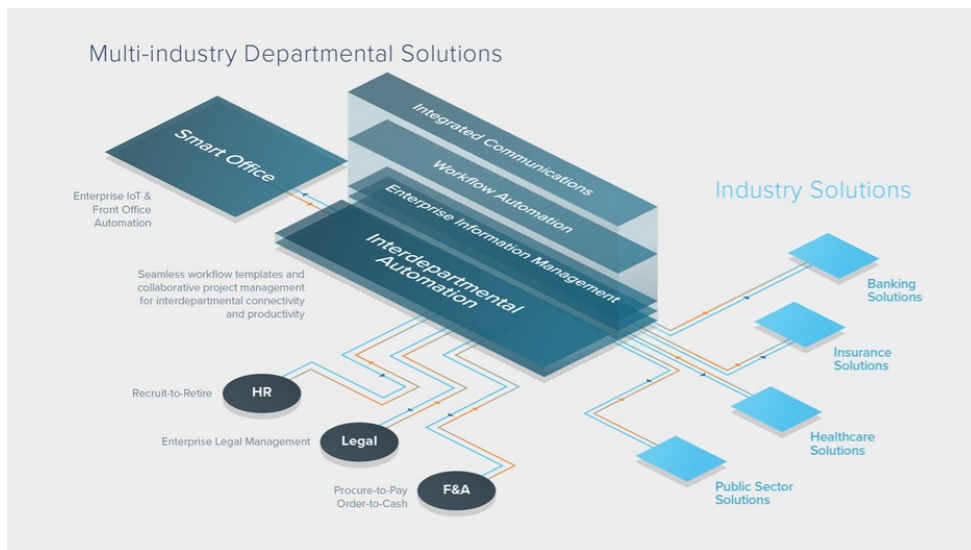 Multi-industry Departmental Solutions
Integrated Communications
Smart Office
Workflow Automation
Enterprise Information Management
Industry Solutions
Enterprise IoT &
Front Office
Automation
Interdepartmental
Automation
Seamless workflow templates and
collaborative project management
for interdepartmental connectivity
and productivity
Banking
Solutions
Insurance
Solutions
Recruit-to-Retire
HR
Healthcare
Solutions
Enterprise Legal Management
Legal
Public Sector
Solutions
Procure-to-Pay
Order-to-Cash
F&A